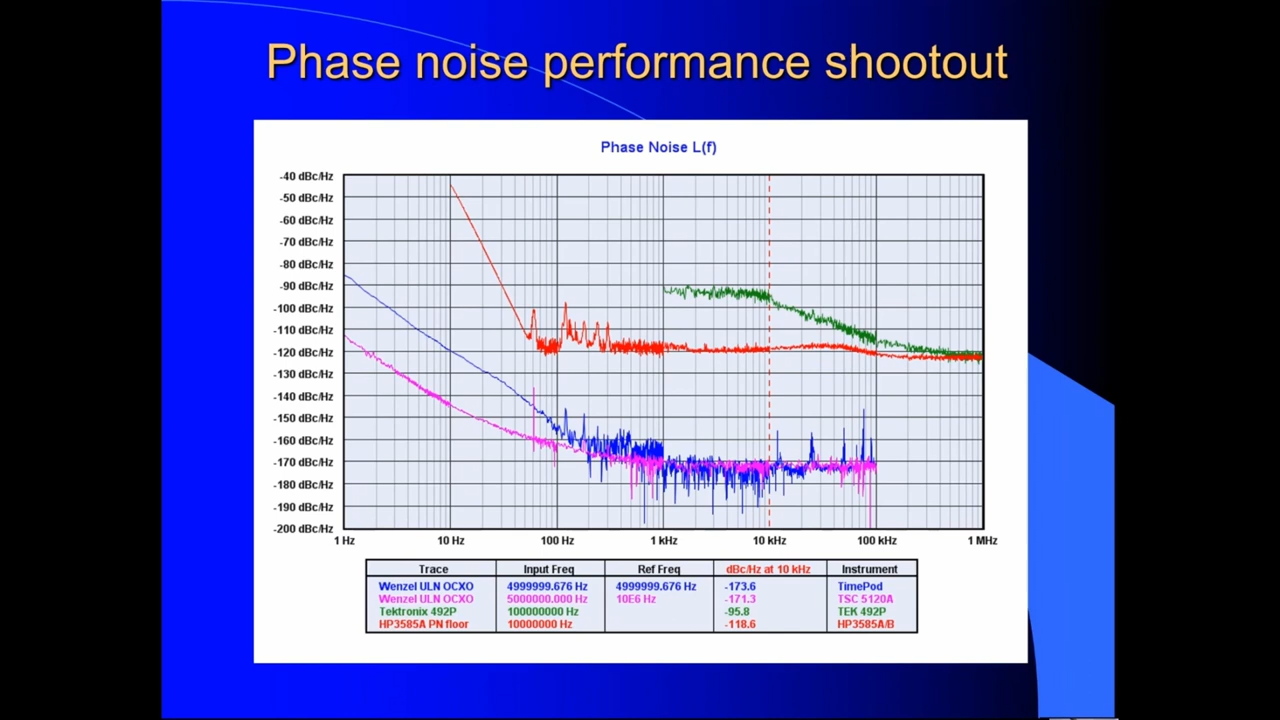 Phase noise performance shootout
Phase Noise L(f)
-40 dBc/Hz
-50 dBc/Hz
-60 dBc/Hz
-70 dBc/Hz
-80 dBc/Hz
-90 dBc/Hz
-100 dBc/Hz
-110 dBc/Hz
-120 dBc/Hz
-130 dBc/Hz
-140 dBc/Hz
-150 dBc/Hz
-160 dBc/Hz
-170 dBc/Hz
-180 dBc/Hz
-190 dBc/Hz
-200 dBc/Hz
1 Hz 10 Hz 100 Hz 1 kHz 10 kHz 100 kHz 1 MHz
Trace Input Freq Ref Freq dBc/Hz at 10 kHz Instrument
Wenzel ULN OCXO 4999999.676 Hz 4999999.676 Hz -173.6 TimePod
Wenzel ULN OCXO 5000000.000 Hz 10E6 Hz -171.3 TSC 5120A
Tektronix 492P 100000000 Hz -95.8 TEK 492P
HP3585A PN floor 10000000 Hz -118.6 HP3585A/B